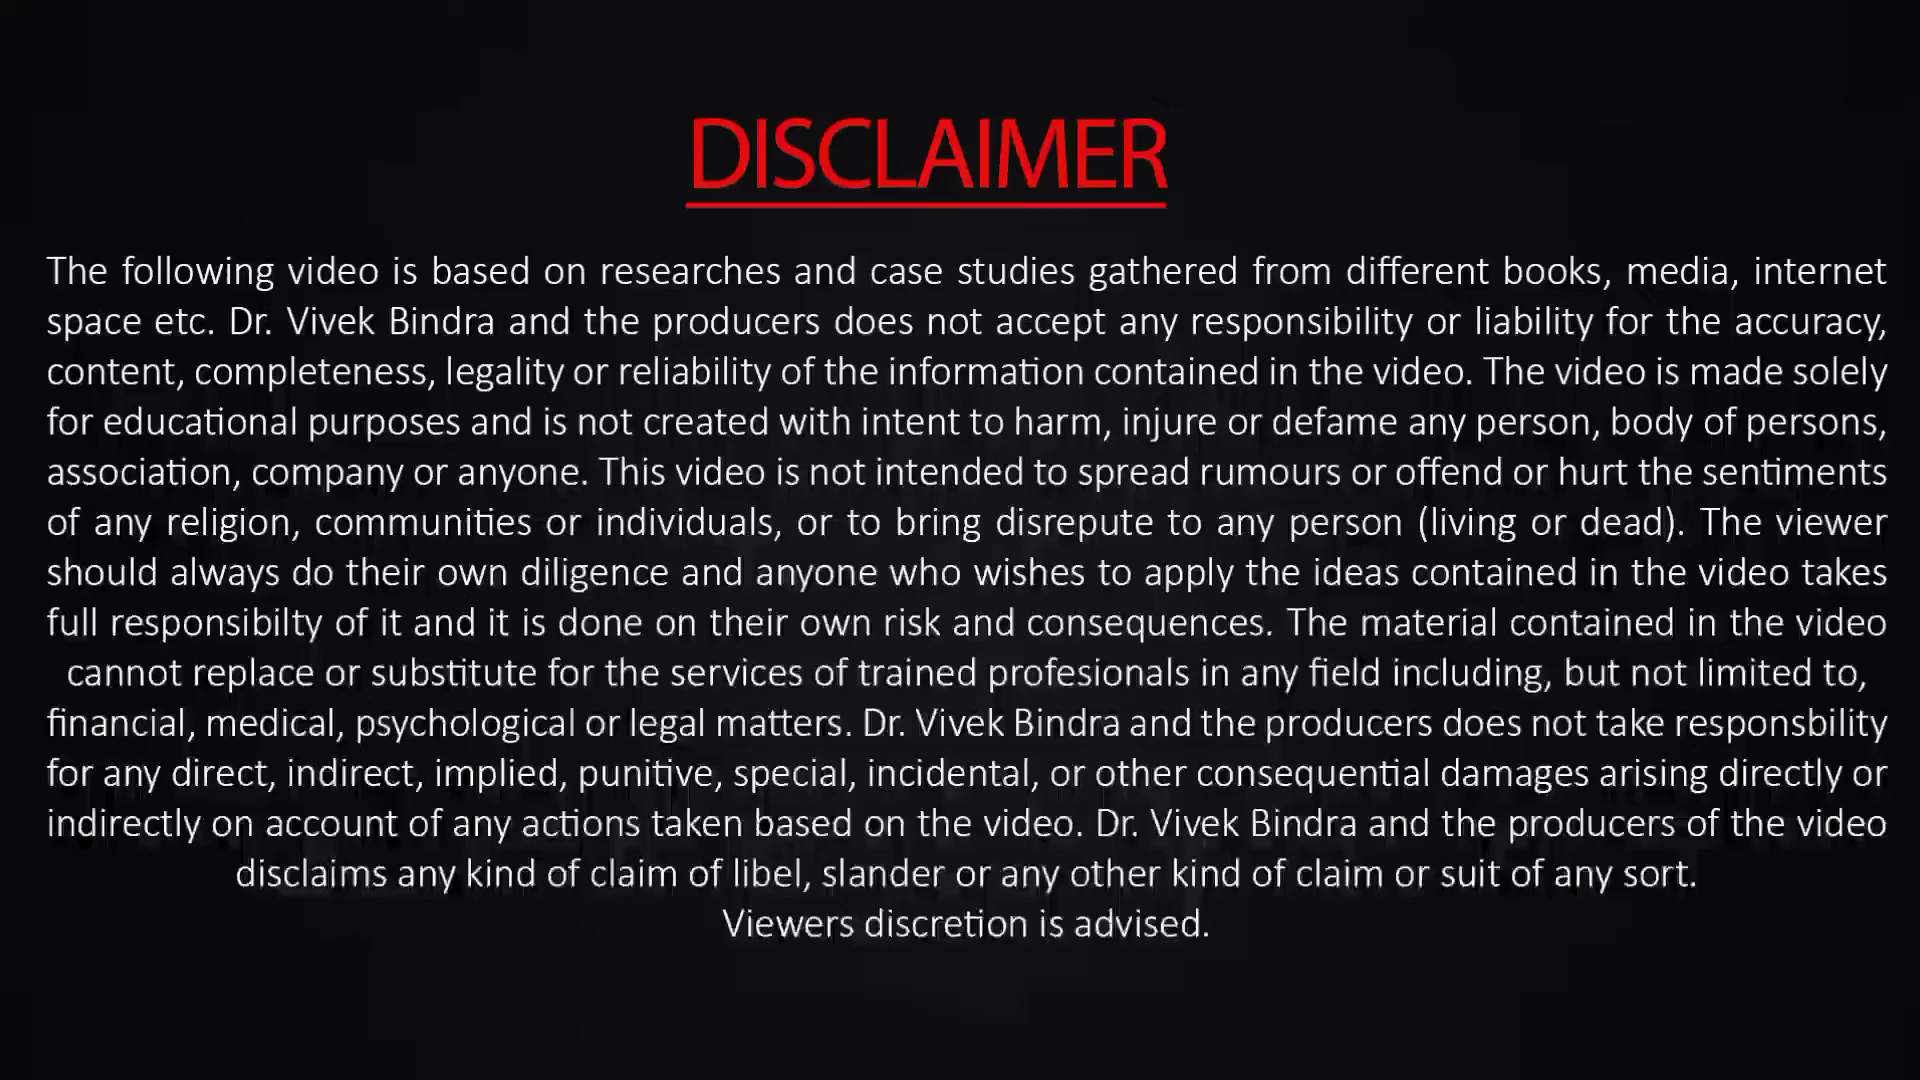 DISCLAIMER
The following video is based on researches and case studies gathered from different books, media, internet
space etc. Dr. Vivek Bindra and the producers does not accept any responsibility or liability for the accuracy,
content, completeness, legality or reliability of the information contained in the video. The video is made solely
for educational purposes and is not created with intent to harm, injure or defame any person, body of persons,
association, company or anyone. This video is not intended to spread rumours or offend or hurt the sentiments
of any religion, communities or individuals, or to bring disrepute to any person (living or dead). The viewer
should always do their own diligence and anyone who wishes to apply the ideas contained in the video takes
full responsibilty of it and it is done on their own risk and consequences. The material contained in the video
cannot replace or substitute for the services of trained profesionals in any field including, but not limited to,
financial, medical, psychological or legal matters. Dr. Vivek Bindra and the producers does not take responsbility
for any direct, indirect, implied, punitive, special, incidental, or other consequential damages arising directly or
indirectly on account of any actions taken based on the video. Dr. Vivek Bindra and the producers of the video
disclaims any kind of claim of libel, slander or any other kind of claim or suit of any sort.
Viewers discretion is advised.